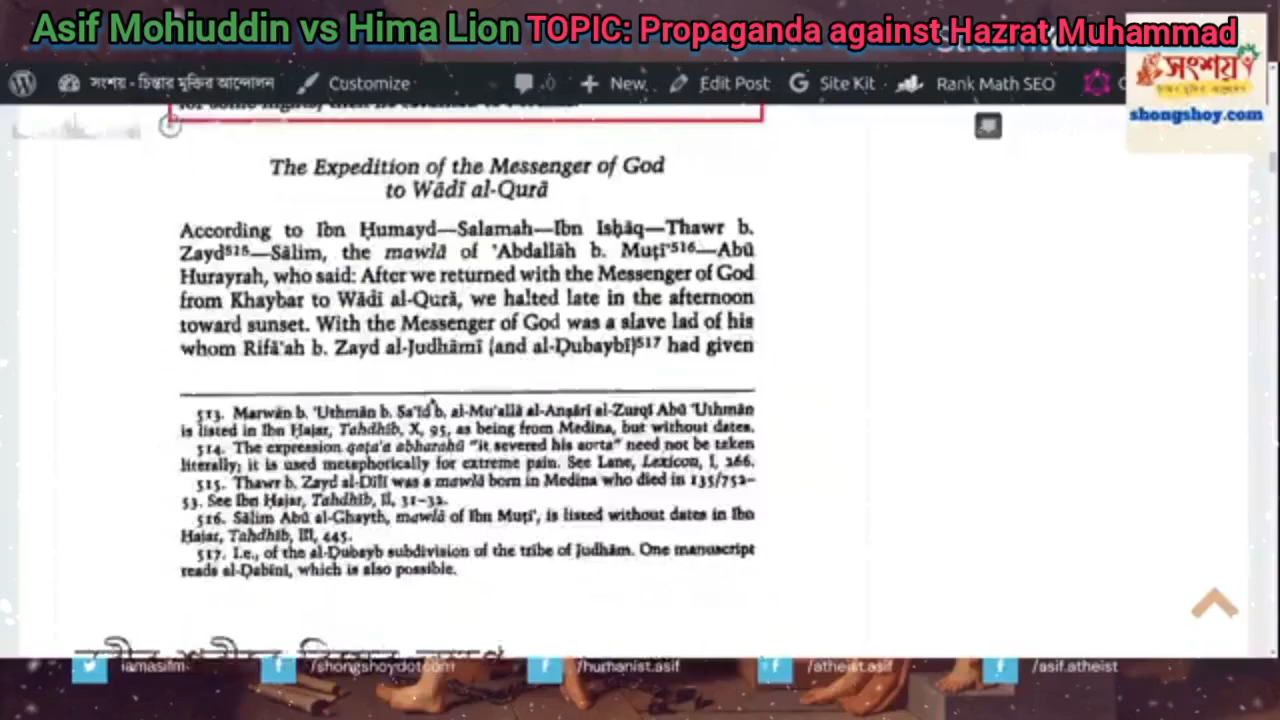 Asif Mohiuddin vs Hima Lion TOPIC: Propaganda against Hazrat Muhammad
সংশয় - চিন্তার মুক্তির আন্দোলন Customize 0 New Edit Post Site Kit Rank Math SEO
সংশয়
shongshoy.com
The Expedition of the Messenger of God
to Wādī al-Qurā
According to Ibn Ḥumayd—Salamah—Ibn Isḥāq—Thawr b.
Zayd⁵¹⁵—Sālim, the mawlā of 'Abdallāh b. Muṭī'⁵¹⁶—Abū
Hurayrah, who said: After we returned with the Messenger of God
from Khaybar to Wādī al-Qurā, we halted late in the afternoon
toward sunset. With the Messenger of God was a slave lad of his
whom Rifā'ah b. Zayd al-Judhāmī (and al-Ḍubaybī)⁵¹⁷ had given
513. Marwān b. 'Uthmān b. Sa'īd b. al-Mu'allā al-Anṣārī al-Zurqī Abū 'Uthmān
is listed in Ibn Ḥajar, Tahdhīb, X, 95, as being from Medina, but without dates.
514. The expression qaṭa'a abharahū "it severed his aorta" need not be taken
literally; it is used metaphorically for extreme pain. See Lane, Lexicon, I, 266.
515. Thawr b. Zayd al-Dīlī was a mawlā born in Medina who died in 135/752–
53. See Ibn Ḥajar, Tahdhīb, II, 31–32.
516. Sālim Abū al-Ghayth, mawlā of Ibn Muṭī', is listed without dates in Ibn
Ḥajar, Tahdhīb, III, 445.
517. I.e., of the al-Ḍubayb subdivision of the tribe of Judhām. One manuscript
reads al-Ḍabīnī, which is also possible.
iamasifm /shongshoydotcom /humanist.asif /atheist.asif /asif.atheist